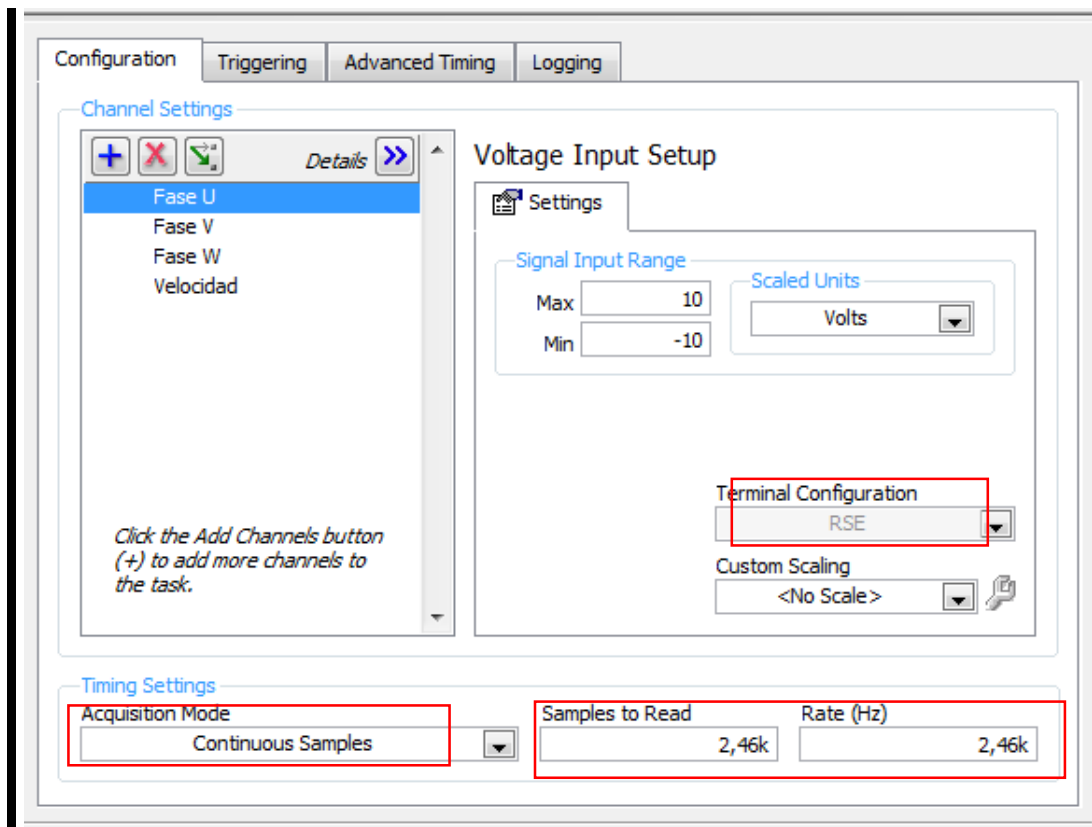 Configuration Triggering Advanced Timing Logging
Channel Settings
Details
Fase U
Fase V
Fase W
Velocidad
Click the Add Channels button
(+) to add more channels to
the task.
Voltage Input Setup
Settings
Signal Input Range
Max 10
Min -10
Scaled Units
Volts
Terminal Configuration
RSE
Custom Scaling
<No Scale>
Timing Settings
Acquisition Mode Samples to Read Rate (Hz)
Continuous Samples 2,46k 2,46k